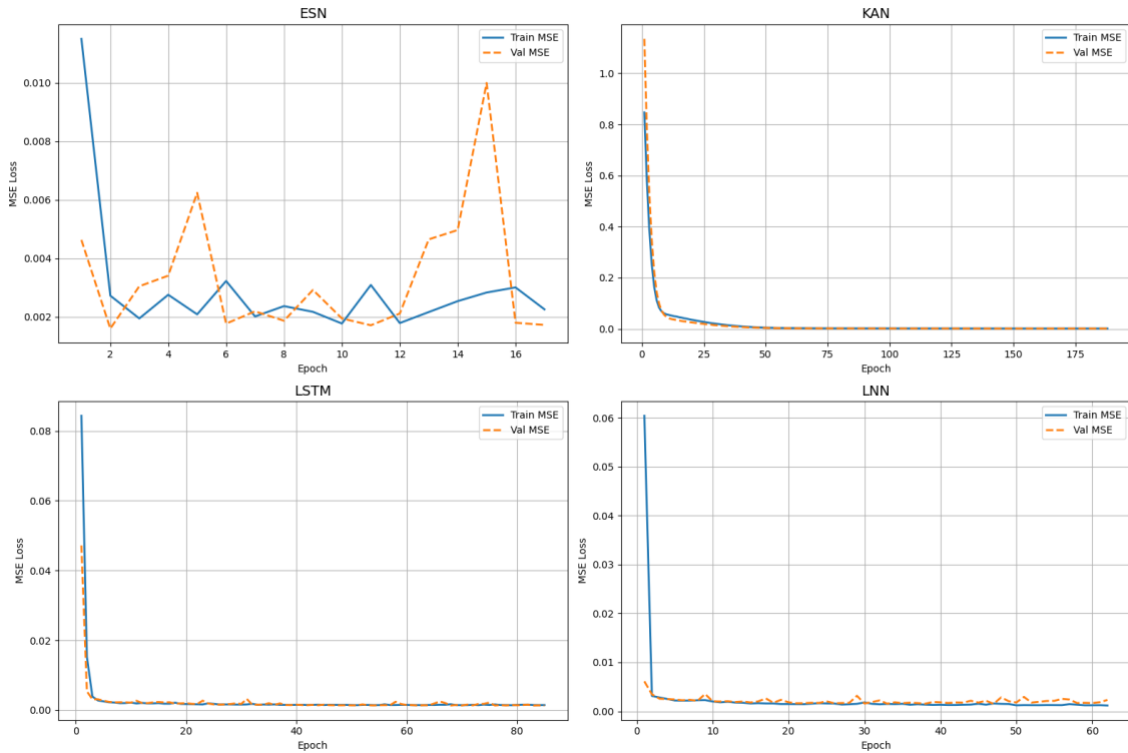 ESN
Train MSE
Val MSE
MSE Loss
0.010
0.008
0.006
0.004
0.002
2 4 6 8 10 12 14 16
Epoch
KAN
Train MSE
Val MSE
MSE Loss
1.0
0.8
0.6
0.4
0.2
0.0
0 25 50 75 100 125 150 175
Epoch
LSTM
Train MSE
Val MSE
MSE Loss
0.08
0.06
0.04
0.02
0.00
0 20 40 60 80
Epoch
LNN
Train MSE
Val MSE
MSE Loss
0.06
0.05
0.04
0.03
0.02
0.01
0.00
0 10 20 30 40 50 60
Epoch